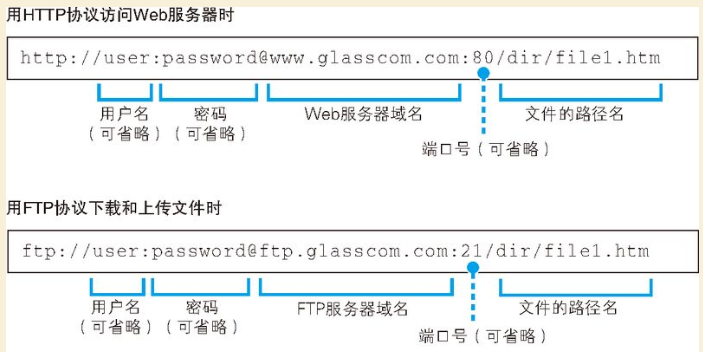 用HTTP协议访问Web服务器时
http://user:password@www.glasscom.com:80/dir/file1.htm
用户名 密码 Web服务器域名 文件的路径名
（可省略）（可省略）
端口号（可省略）
用FTP协议下载和上传文件时
ftp://user:password@ftp.glasscom.com:21/dir/file1.htm
用户名 密码 FTP服务器域名 文件的路径名
（可省略）（可省略）
端口号（可省略）